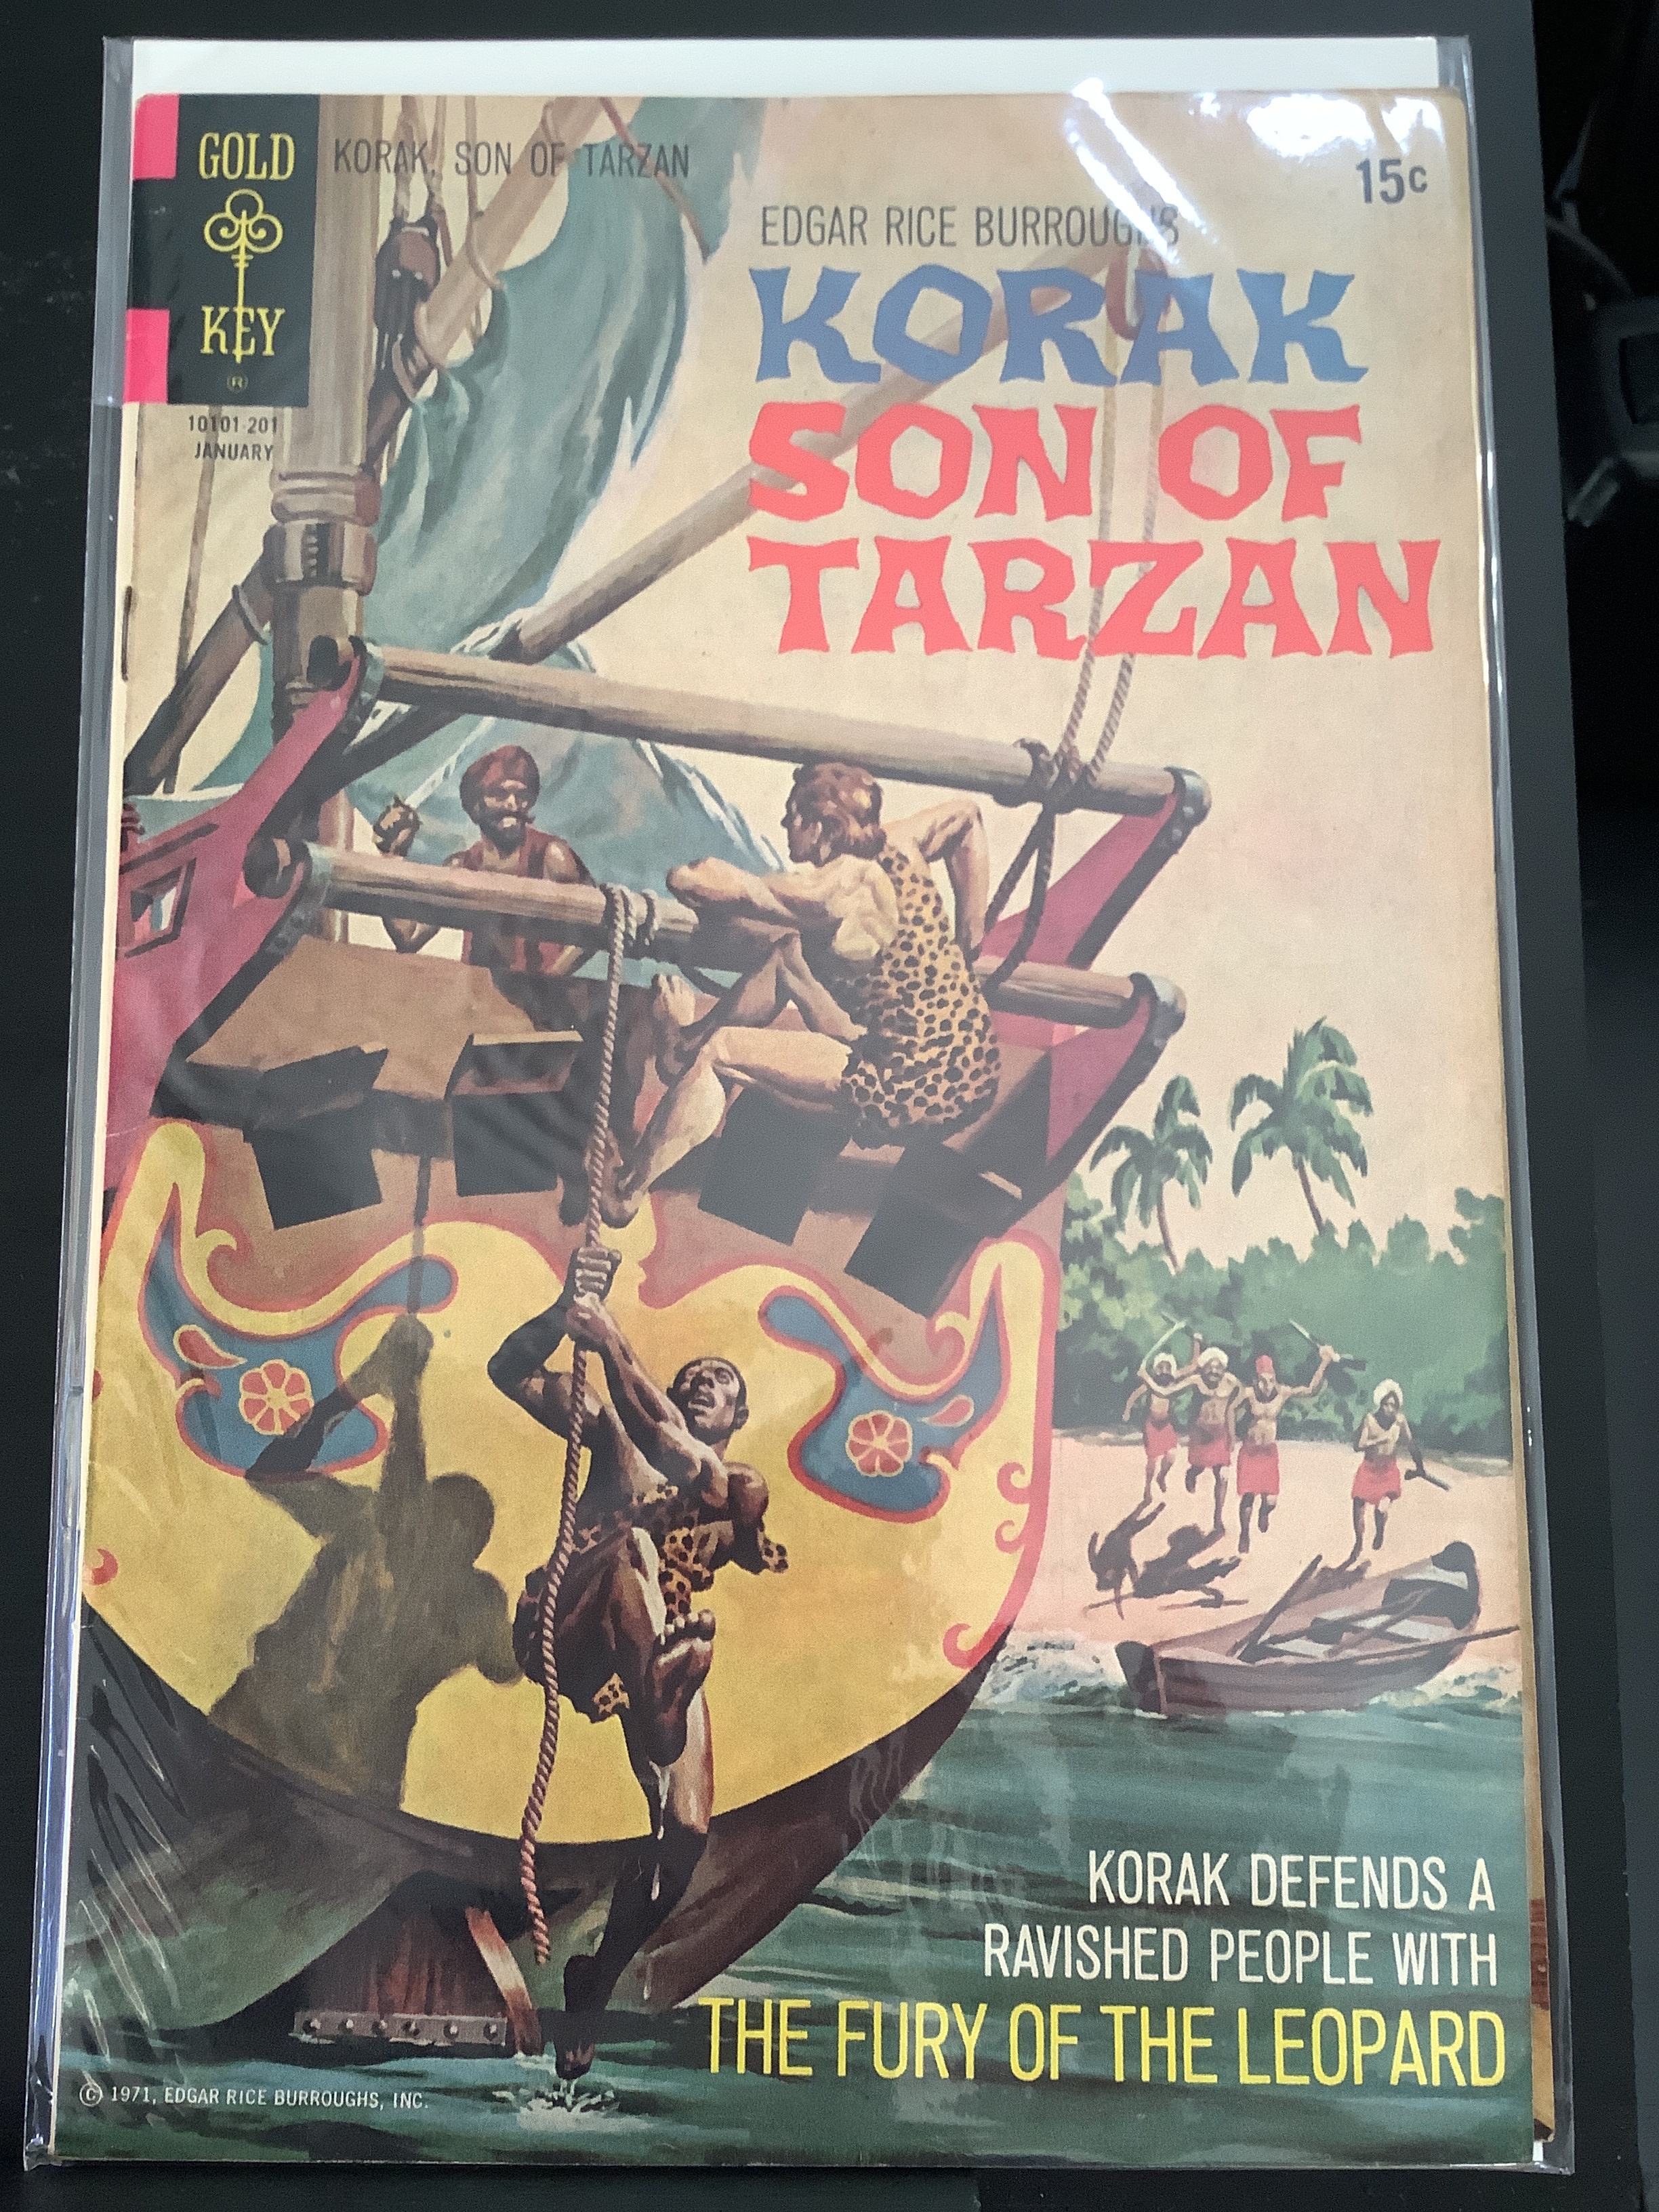 GOLD
KEY
®
KORAK, SON OF TARZAN
15c
10101-201
JANUARY
EDGAR RICE BURROUGHS
KORAK
SON OF
TARZAN
KORAK DEFENDS A
RAVISHED PEOPLE WITH
THE FURY OF THE LEOPARD
© 1971, EDGAR RICE BURROUGHS, INC.